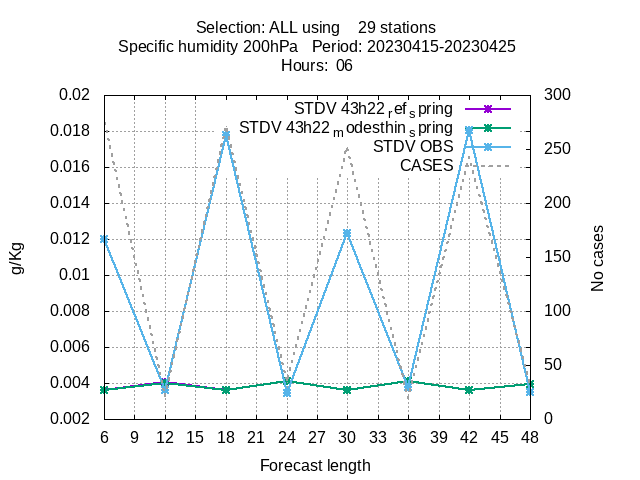 Selection: ALL using    29 stations
Specific humidity 200hPa   Period: 20230415-20230425
Hours:  06
STDV 43h22_ref_spring
STDV 43h22_modesthin_spring
STDV OBS
CASES
g/Kg
0.02
0.018
0.016
0.014
0.012
0.01
0.008
0.006
0.004
0.002
300
250
200
150
100
50
0
No cases
6 9 12 15 18 21 24 27 30 33 36 39 42 45 48
Forecast length